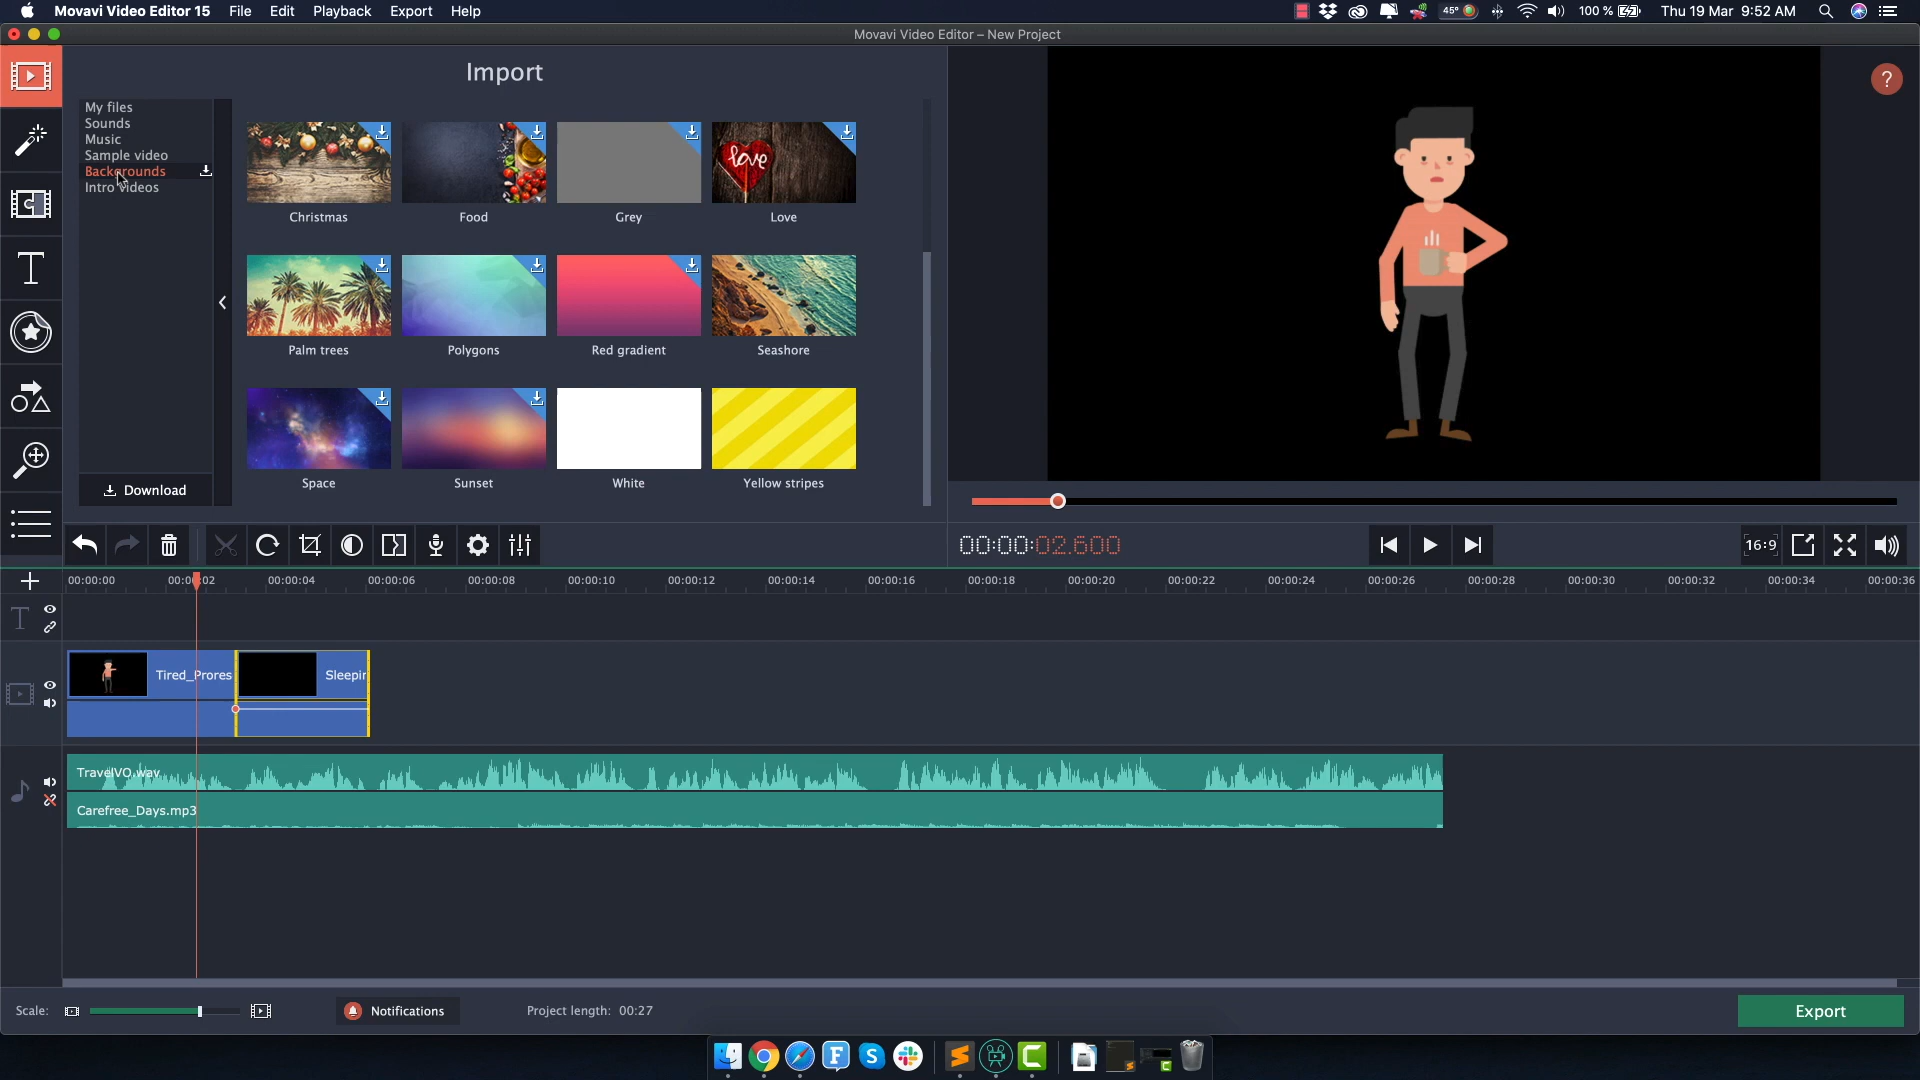 Movavi Video Editor 15 File Edit Playback Export Help 45° 100 % Thu 19 Mar 9:52 AM
Movavi Video Editor – New Project
Import
?
My files
Sounds
Music
Sample video
Backgrounds
Intro videos
Download
love
Christmas Food Grey Love
Palm trees Polygons Red gradient Seashore
Space Sunset White Yellow stripes
00:00:02.600
16:9
00:00:00 00:00:02 00:00:04 00:00:06 00:00:08 00:00:10 00:00:12 00:00:14 00:00:16 00:00:18 00:00:20 00:00:22 00:00:24 00:00:26 00:00:28 00:00:30 00:00:32 00:00:34 00:00:36
T
Tired_Prores Sleepin
TravelVO.wav
Carefree_Days.mp3
Scale: Notifications Project length: 00:27 Export